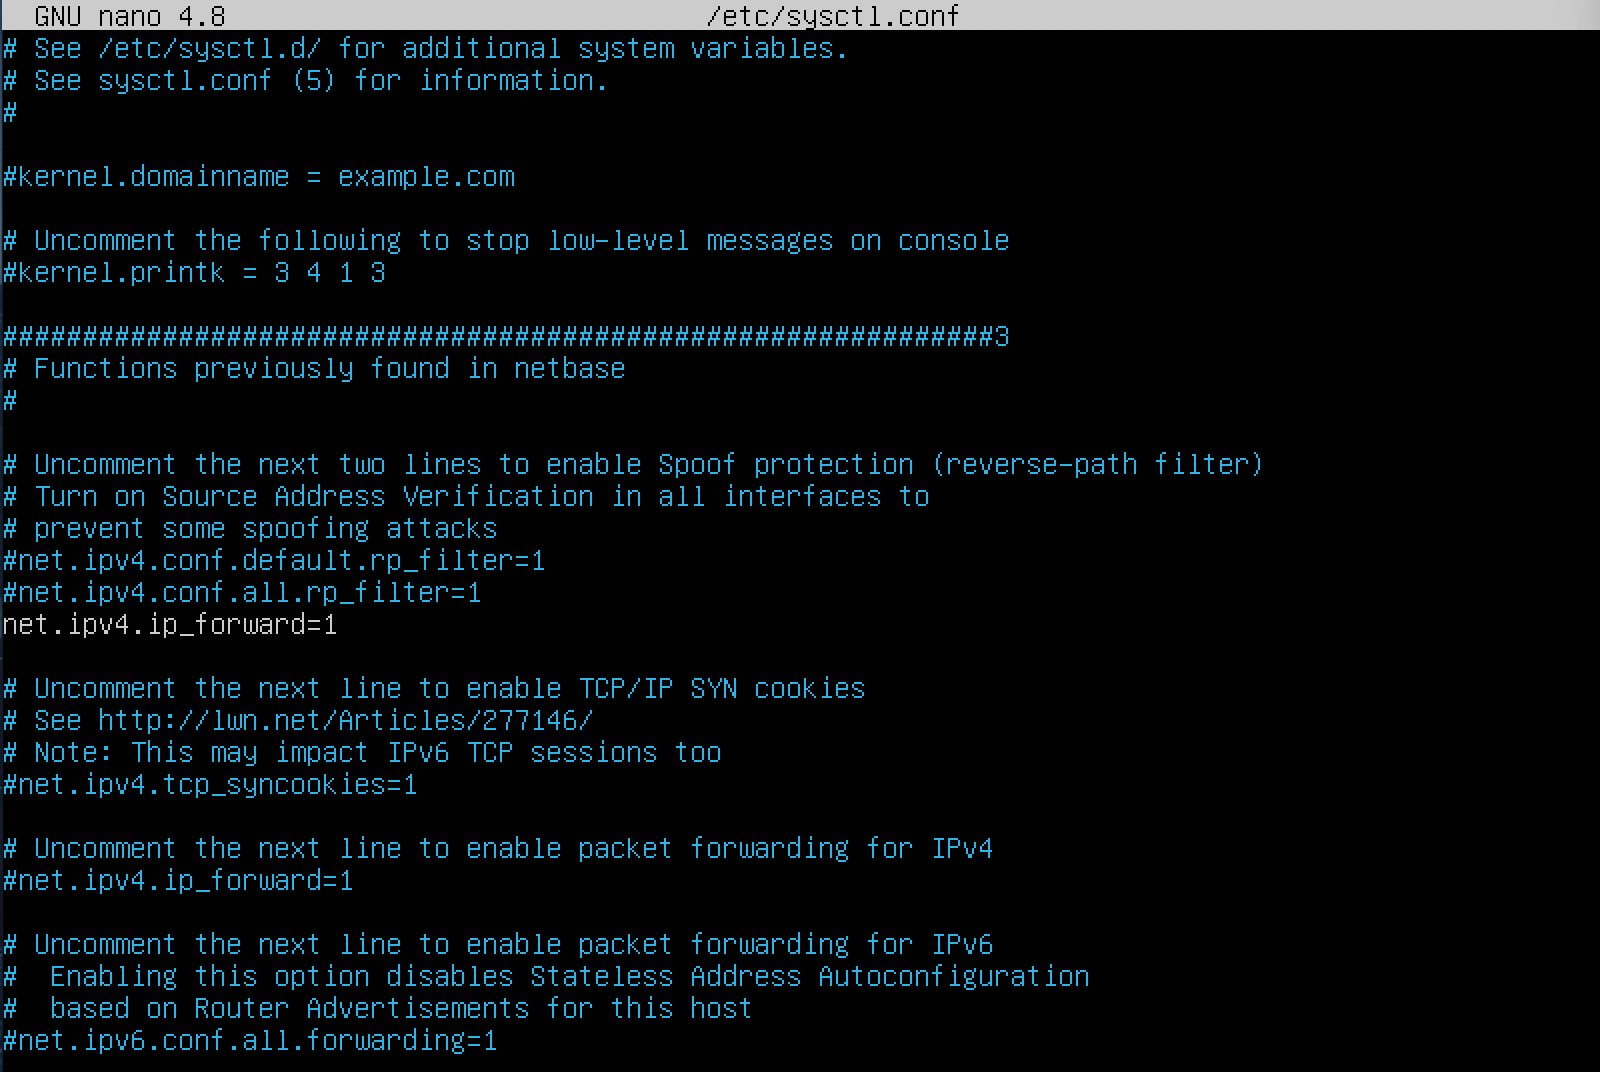 GNU nano 4.8 /etc/sysctl.conf
# See /etc/sysctl.d/ for additional system variables.
# See sysctl.conf (5) for information.
#
#kernel.domainname = example.com
# Uncomment the following to stop low-level messages on console
#kernel.printk = 3 4 1 3
##############################################################3
# Functions previously found in netbase
#
# Uncomment the next two lines to enable Spoof protection (reverse-path filter)
# Turn on Source Address Verification in all interfaces to
# prevent some spoofing attacks
#net.ipv4.conf.default.rp_filter=1
#net.ipv4.conf.all.rp_filter=1
net.ipv4.ip_forward=1
# Uncomment the next line to enable TCP/IP SYN cookies
# See http://lwn.net/Articles/277146/
# Note: This may impact IPv6 TCP sessions too
#net.ipv4.tcp_syncookies=1
# Uncomment the next line to enable packet forwarding for IPv4
#net.ipv4.ip_forward=1
# Uncomment the next line to enable packet forwarding for IPv6
#  Enabling this option disables Stateless Address Autoconfiguration
#  based on Router Advertisements for this host
#net.ipv6.conf.all.forwarding=1